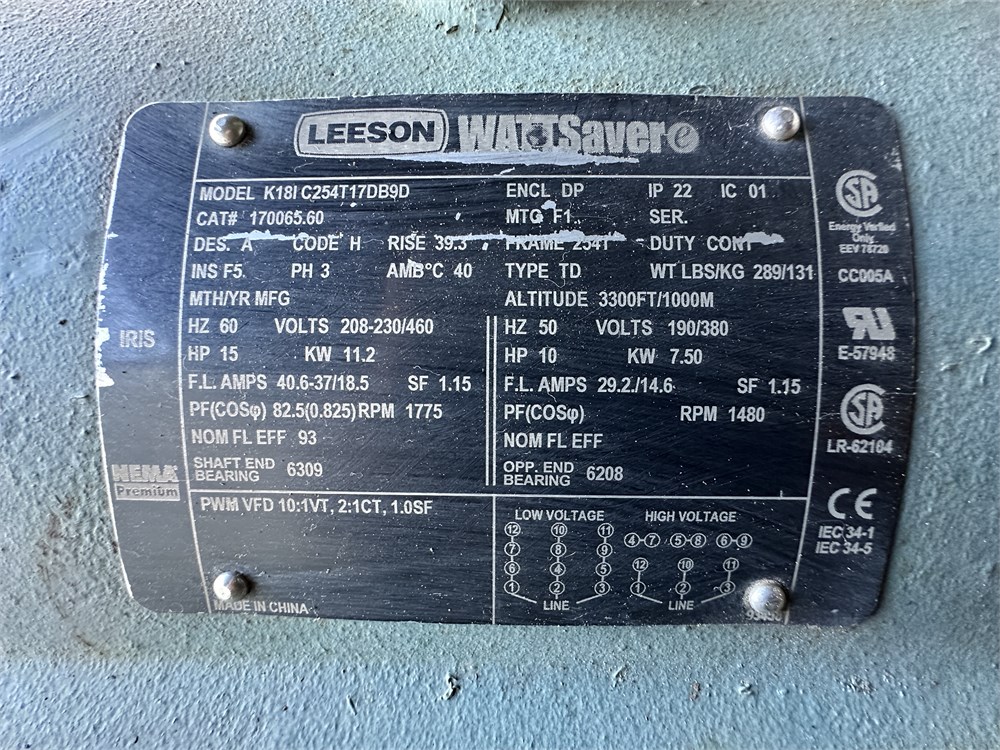 LEESON WATTSaver e
MODEL K18 C254T17DB9D ENCL DP IP 22 IC 01
CAT# 170065.60 MTG F1 SER.
DES. A CODE H RISE 39.3 FRAME 254T DUTY CONT
INS F5 PH 3 AMB°C 40 TYPE TD WT LBS/KG 289/131
MTH/YR MFG ALTITUDE 3300FT/1000M
HZ 60 VOLTS 208-230/460 HZ 50 VOLTS 190/380
HP 15 KW 11.2 HP 10 KW 7.50
F.L. AMPS 40.6-37/18.5 SF 1.15 F.L. AMPS 29.2./14.6 SF 1.15
PF(COSφ) 82.5(0.825) RPM 1775 PF(COSφ) RPM 1480
NOM FL EFF 93 NOM FL EFF
SHAFT END BEARING 6309 OPP. END BEARING 6208
PWM VFD 10:1VT, 2:1CT, 1.0SF
LOW VOLTAGE HIGH VOLTAGE
12 10 11 4-7 5-8 6-9
7 8 9
6 4 5 12 10 11
1 2 3 1 2 3
LINE LINE
MADE IN CHINA
IRIS
NEMA
Premium
SA
Energy Verified
Only
EEV 78720
CC005A
RU
E-57948
SA
LR-62104
CE
IEC 34-1
IEC 34-5